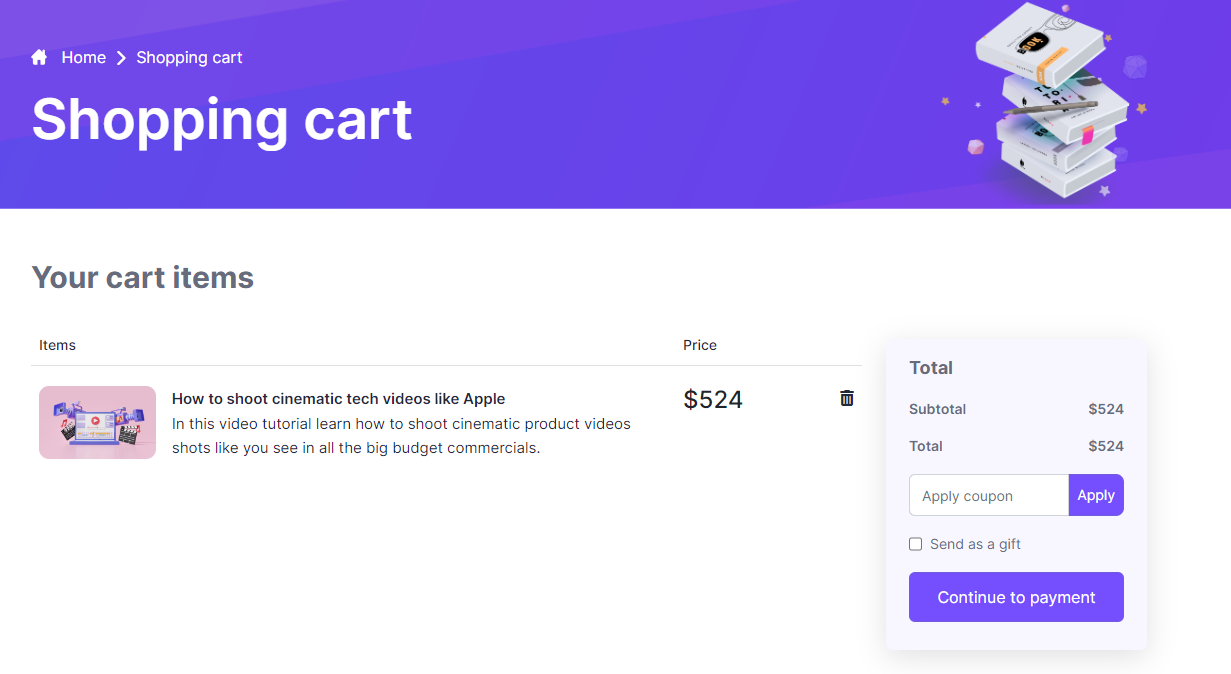 Home
Shopping cart
Shopping cart
BOOK
Your cart items
Items
Price
How to shoot cinematic tech videos like Apple
In this video tutorial learn how to shoot cinematic product videos
shots like you see in all the big budget commercials.
$524
Total
Subtotal
$524
Total
$524
Apply coupon
Apply
Send as a gift
Continue to payment